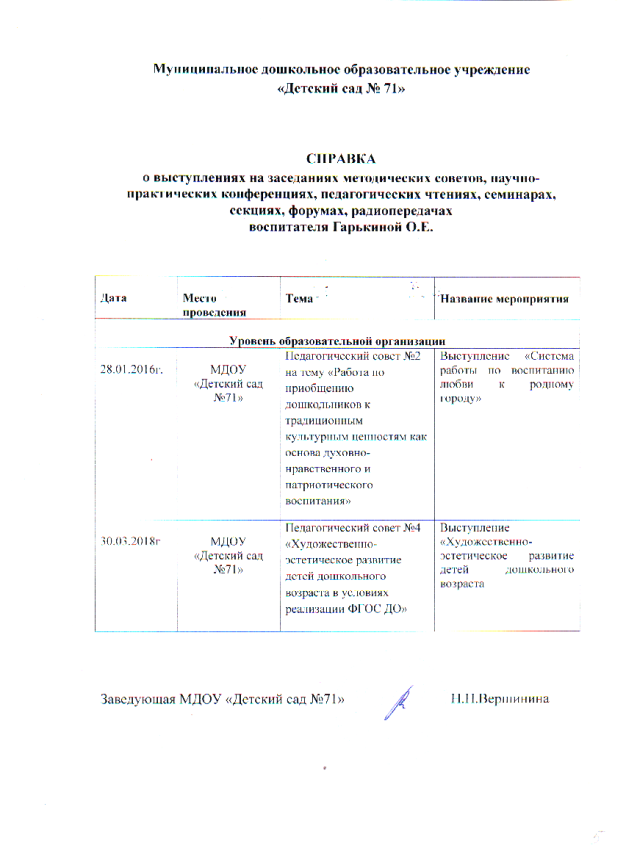 Муниципальное дошкольное образовательное учреждение
«Детский сад № 71»
СПРАВКА
о выступлениях на заседаниях методических советов, научно-
практических конференциях, педагогических чтениях, семинарах,
секциях, форумах, радиопередачах
воспитателя Гарькиной О.Е.
Дата
Место
проведения
Тема
Название мероприятия
Уровень образовательной организации
28.01.2016г.
МДОУ
«Детский сад
№71»
Педагогический совет №2
на тему «Работа по
приобщению
дошкольников к
традиционным
культурным ценностям как
основа духовно-
нравственного и
патриотического
воспитания»
Выступление «Система
работы по воспитанию
любви к родному
городу»
30.03.2018г
МДОУ
«Детский сад
№71»
Педагогический совет №4
«Художественно-
эстетическое развитие
детей дошкольного
возраста в условиях
реализации ФГОС ДО»
Выступление
«Художественно-
эстетическое развитие
детей дошкольного
возраста
Заведующая МДОУ «Детский сад №71» Н.Н.Вершинина